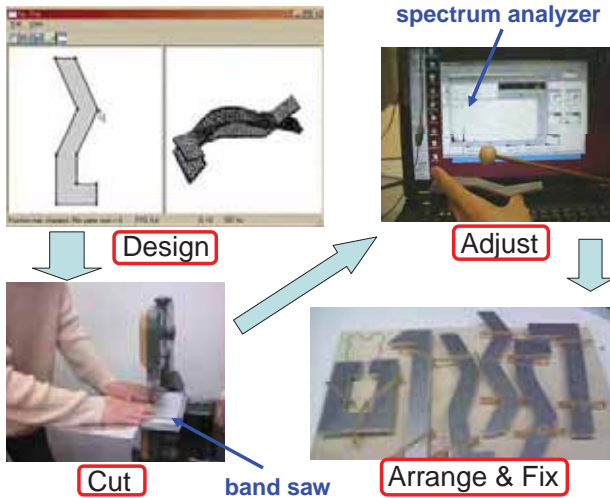 spectrum analyzer
Design
Adjust
Cut
band saw
Arrange & Fix